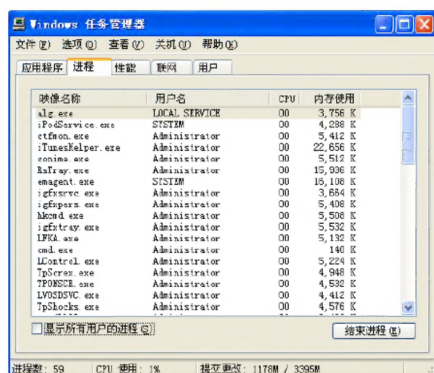 Windows 任务管理器
文件(F) 选项(O) 查看(V) 关机(U) 帮助(H)
应用程序 进程 性能 联网 用户
映像名称 用户名 CPU 内存使用
alg.exe LOCAL SERVICE 00 3,756 K
iPodService.exe SYSTEM 00 4,288 K
ctfmon.exe Administrator 00 5,412 K
iTunesHelper.exe Administrator 00 22,656 K
conime.exe Administrator 00 5,512 K
RaTray.exe Administrator 00 15,936 K
emagent.exe SYSTEM 00 16,108 K
igfxsrvc.exe Administrator 00 3,664 K
igfxpers.exe Administrator 00 5,408 K
hkcmd.exe Administrator 00 5,508 K
igfxtray.exe Administrator 00 5,532 K
LFKA.exe Administrator 00 5,132 K
cmd.exe Administrator 00 140 K
LControl.exe Administrator 00 5,224 K
TpScrex.exe Administrator 00 4,948 K
TPONSCR.exe Administrator 00 4,532 K
LVOSDSVC.exe Administrator 00 4,412 K
TpShocks.exe Administrator 00 4,576 K
显示所有用户的进程(S) 结束进程(E)
进程数: 59 CPU 使用: 1% 提交更改: 1178M / 3395M